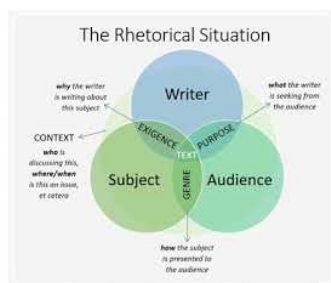 The Rhetorical Situation
why the writer
is writing about
this subject
what the writer
is seeking from
the audience
Writer
EXIGENCE
PURPOSE
CONTEXT
who is
discussing this,
where/when
is this an issue,
et cetera
TEXT
Subject
GENRE
Audience
how the subject
is presented to
the audience